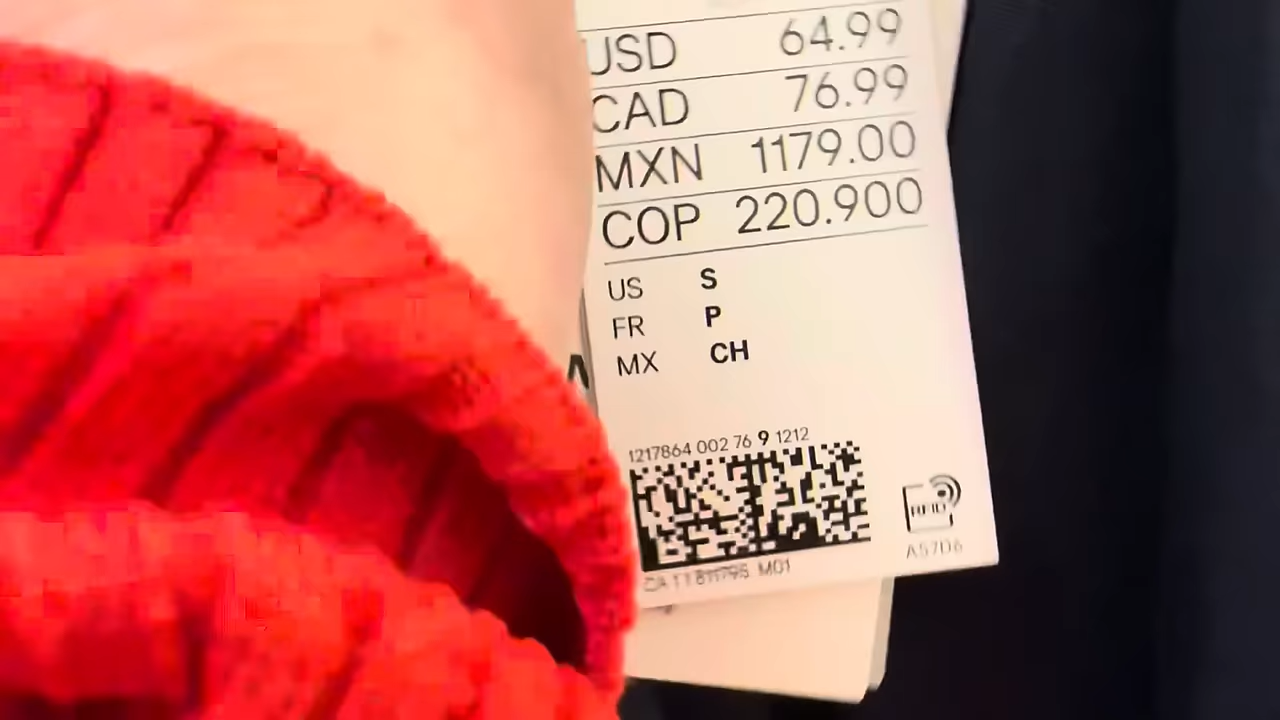 USD 64.99
CAD 76.99
MXN 1179.00
COP 220.900
US S
FR P
MX CH
1217864 002 76 9 1212
RFID
A57D6
M01